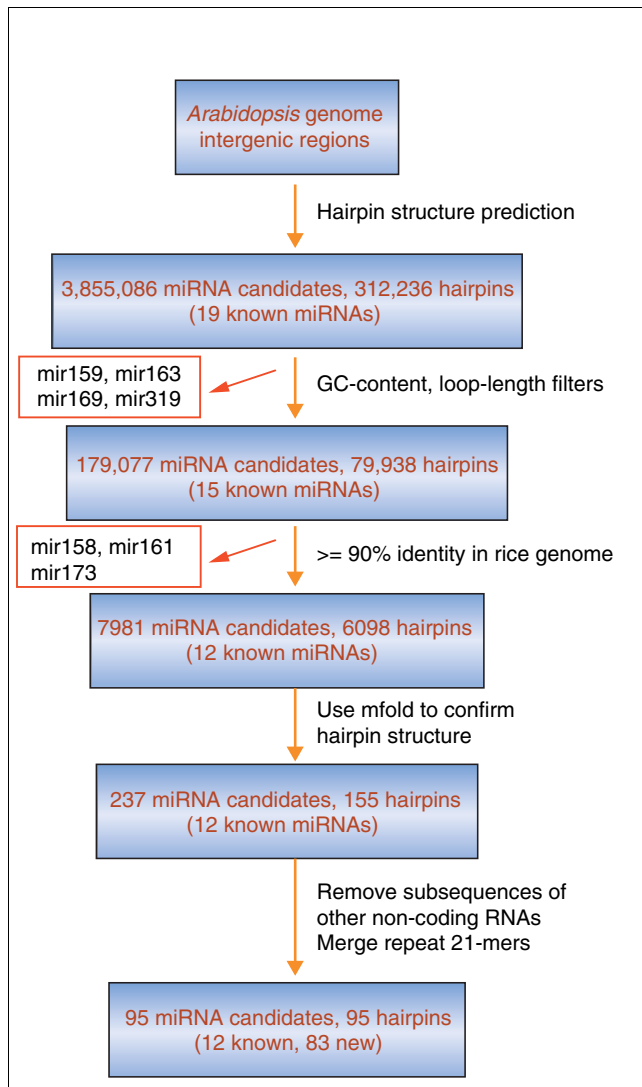 Arabidopsis genome
intergenic regions
Hairpin structure prediction
3,855,086 miRNA candidates, 312,236 hairpins
(19 known miRNAs)
mir159, mir163
mir169, mir319
GC-content, loop-length filters
179,077 miRNA candidates, 79,938 hairpins
(15 known miRNAs)
mir158, mir161
mir173
>= 90% identity in rice genome
7981 miRNA candidates, 6098 hairpins
(12 known miRNAs)
Use mfold to confirm
hairpin structure
237 miRNA candidates, 155 hairpins
(12 known miRNAs)
Remove subsequences of
other non-coding RNAs
Merge repeat 21-mers
95 miRNA candidates, 95 hairpins
(12 known, 83 new)